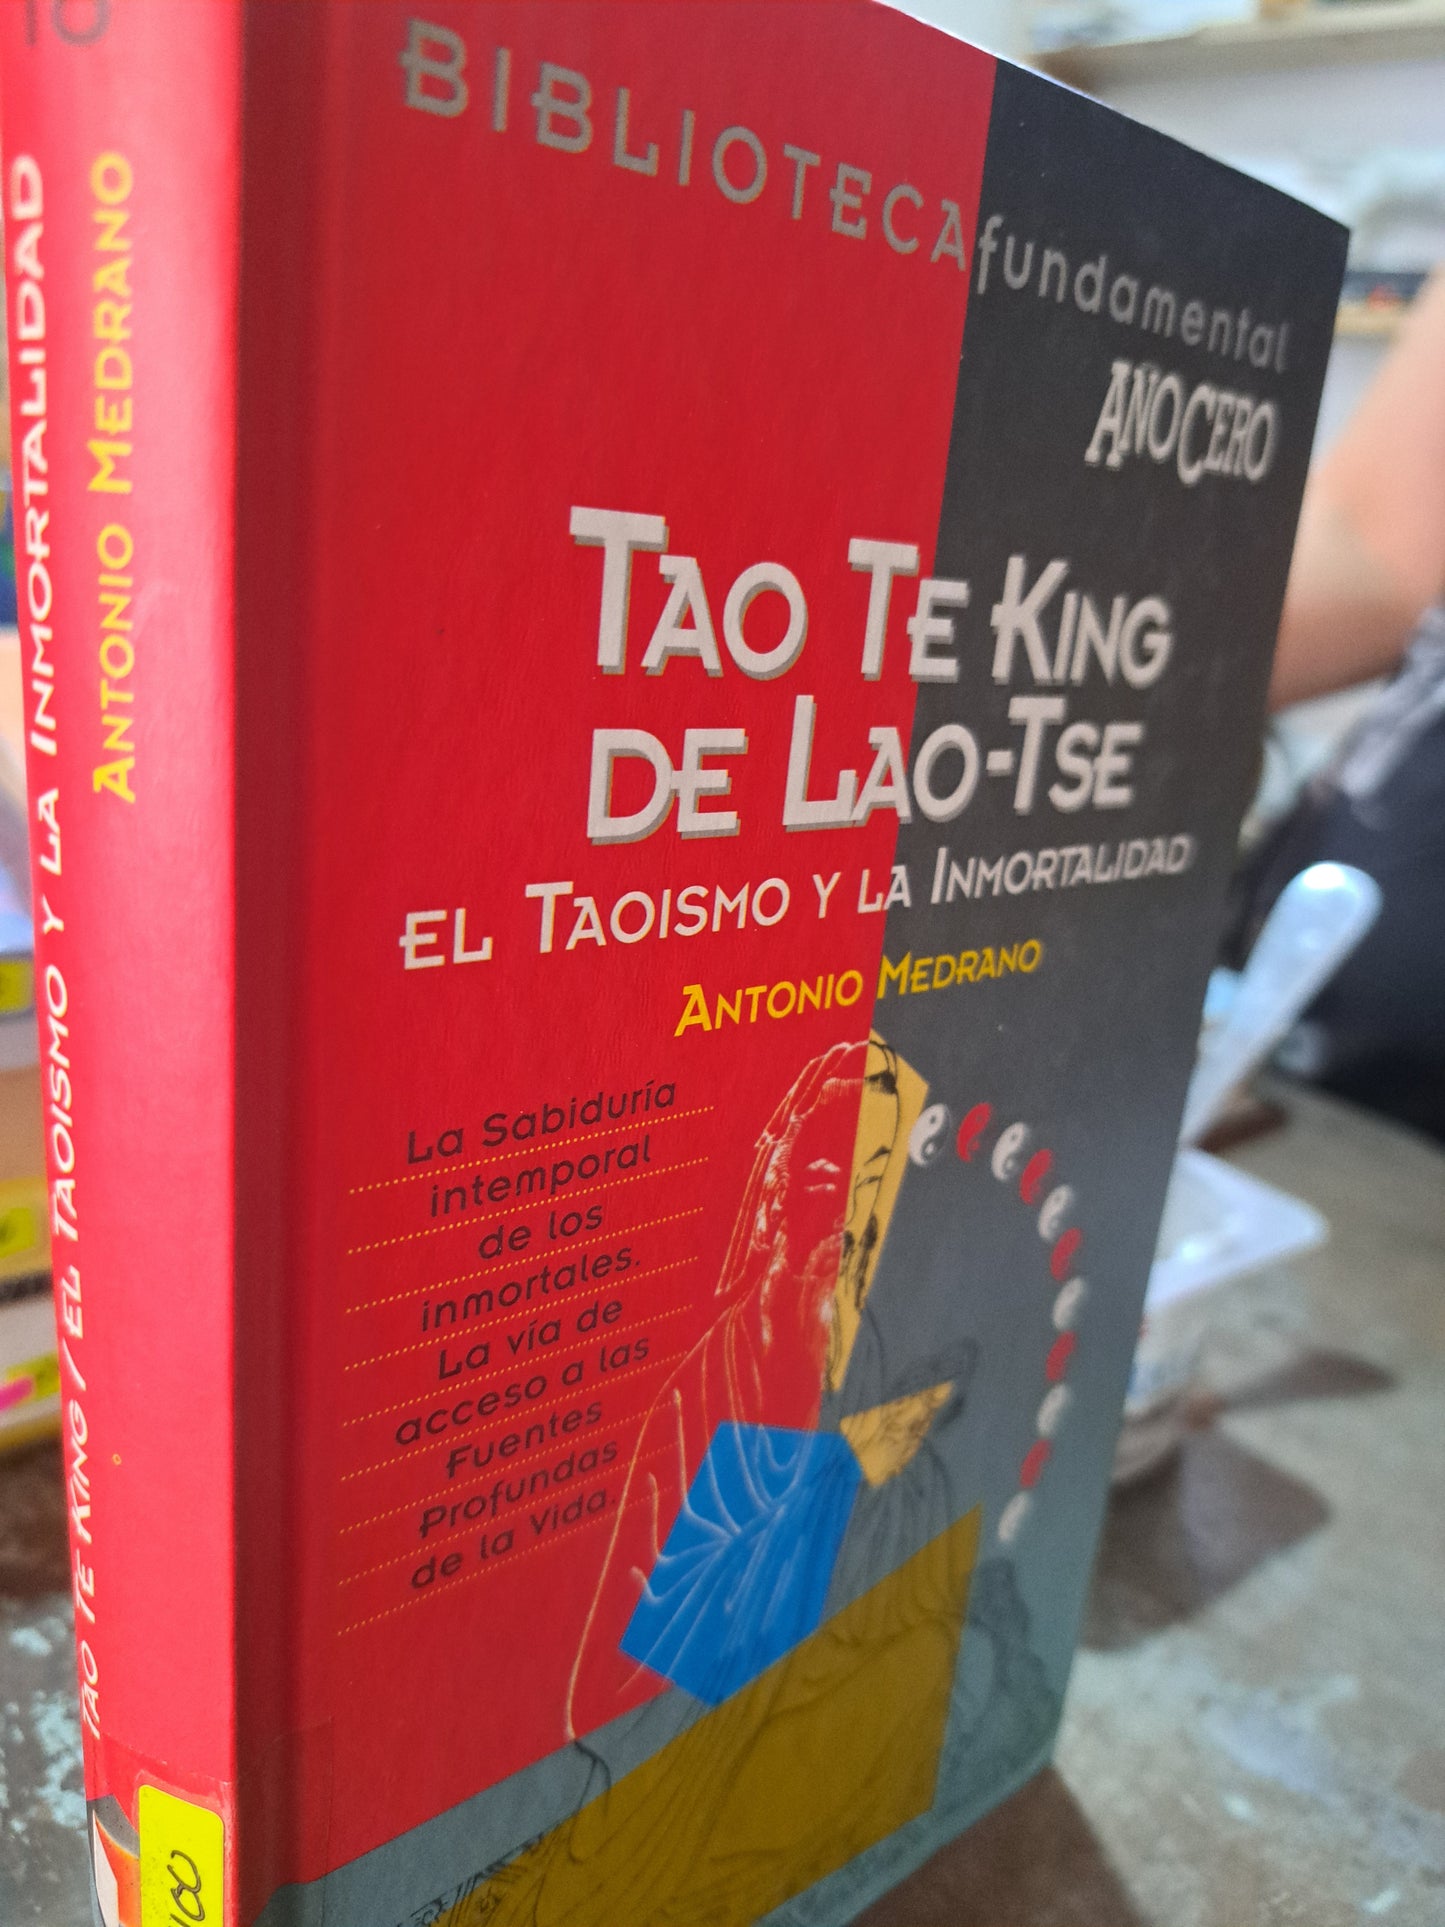 BIBLIOTECA fundamental
AÑO CERO
TAO TE KING
DE LAO-TSE
EL TAOISMO Y LA INMORTALIDAD
ANTONIO MEDRANO
La Sabiduría
intemporal
de los
inmortales.
La vía de
acceso a las
Fuentes
Profundas
de la Vida.
TAO TE KING / EL TAOISMO Y LA INMORTALIDAD
ANTONIO MEDRANO
10
100